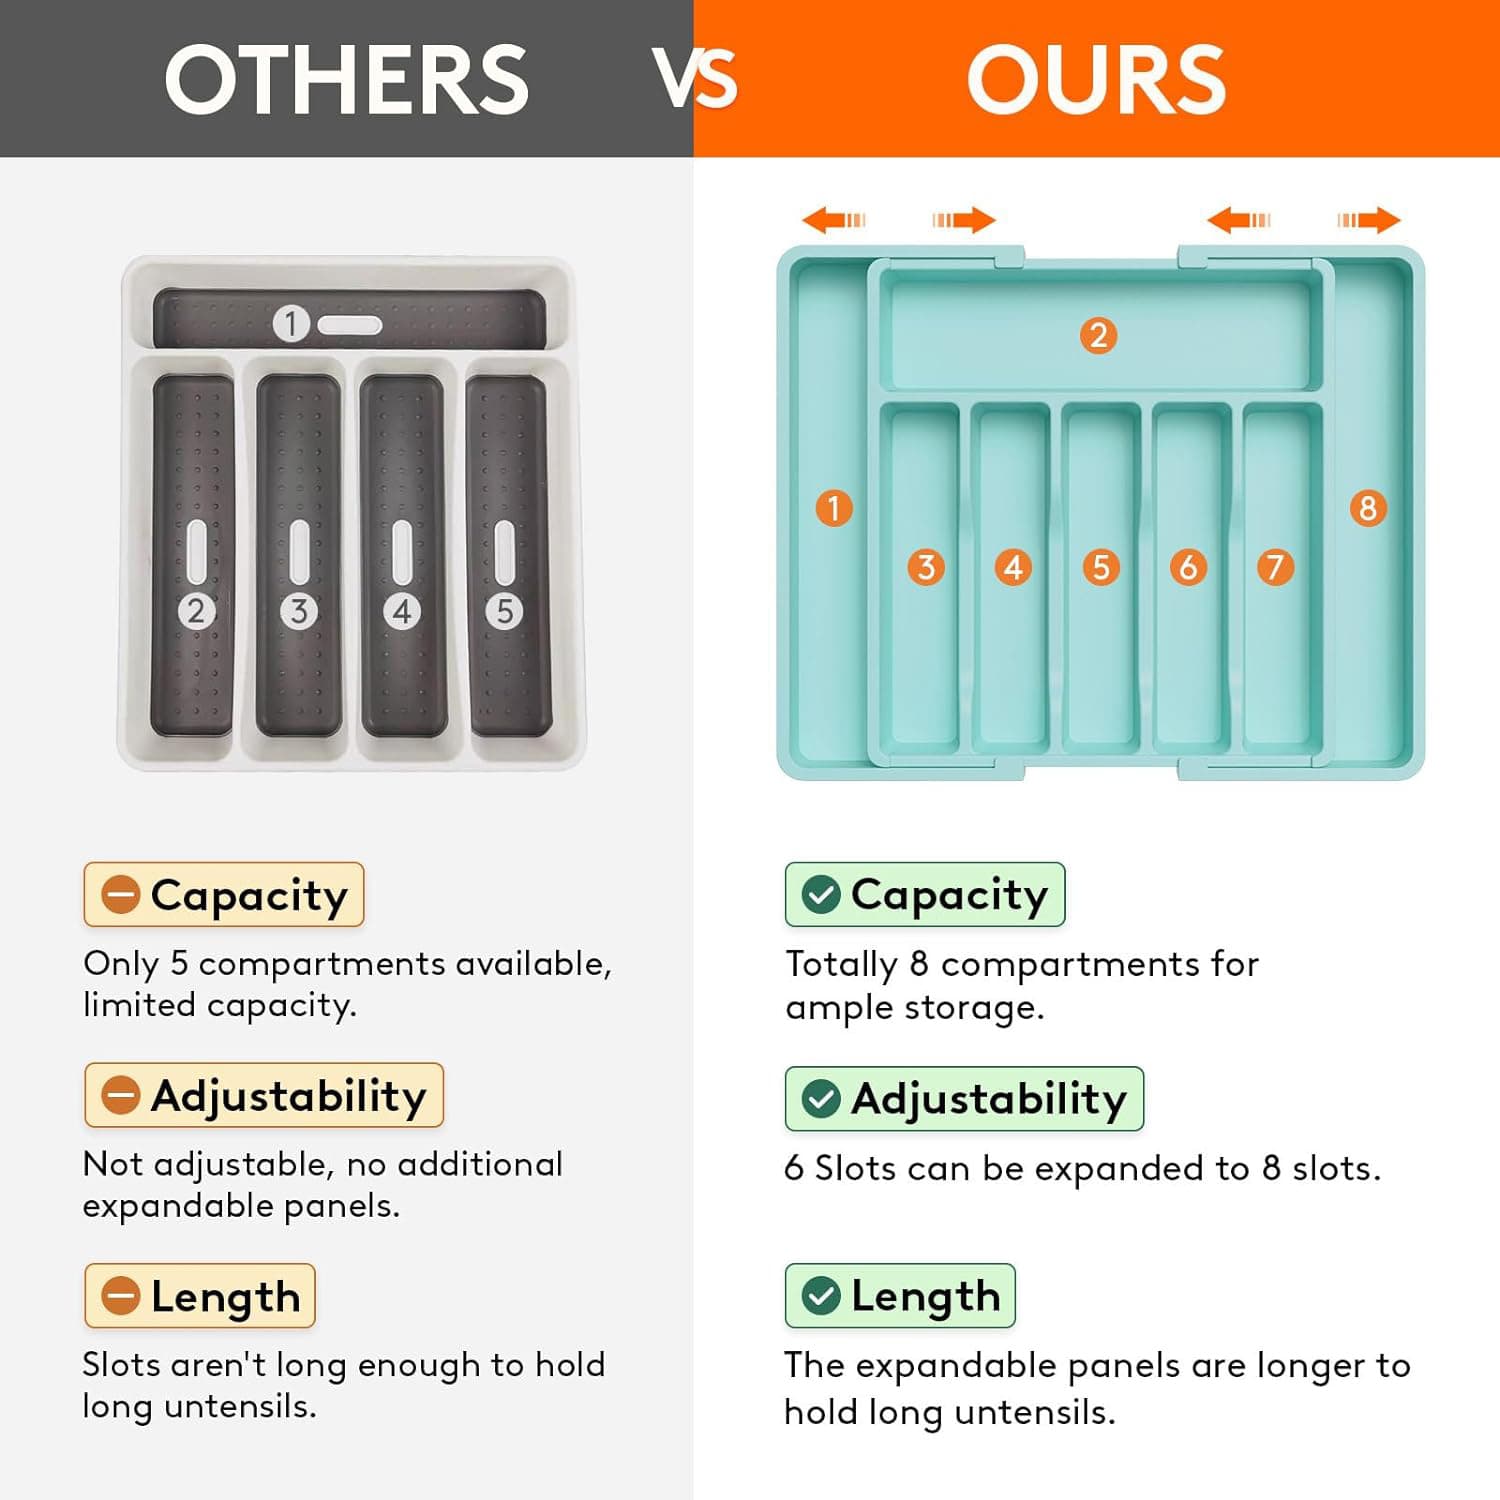 OTHERS VS OURS
1
2
3
4
5
1
2
3
4
5
6
7
8
Capacity
Only 5 compartments available,
limited capacity.
Adjustability
Not adjustable, no additional
expandable panels.
Length
Slots aren't long enough to hold
long untensils.
Capacity
Totally 8 compartments for
ample storage.
Adjustability
6 Slots can be expanded to 8 slots.
Length
The expandable panels are longer to
hold long untensils.